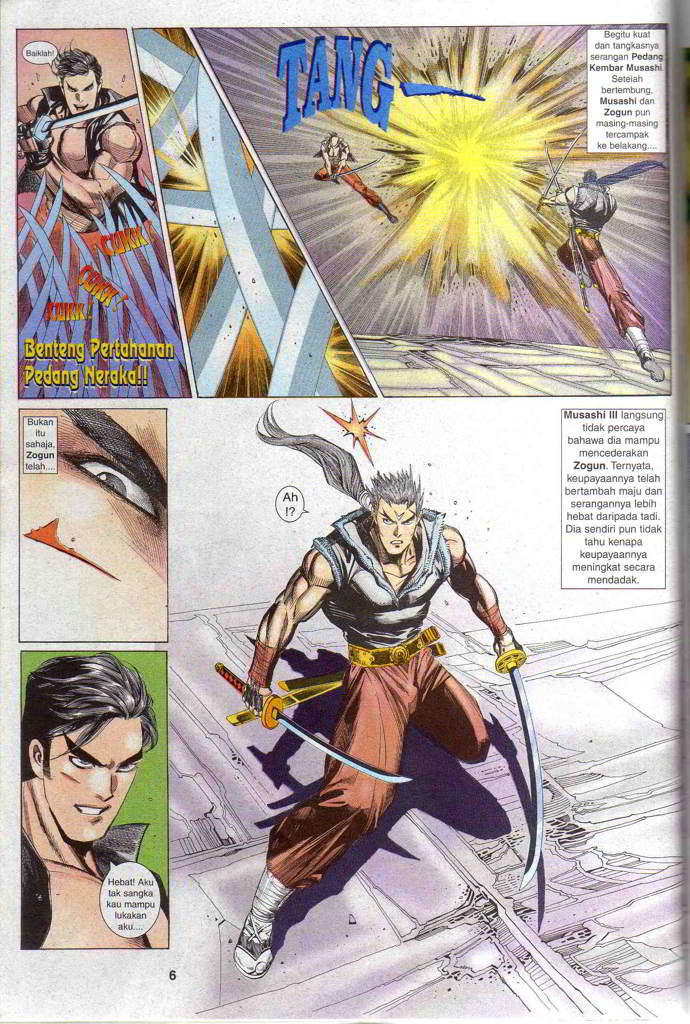 Baiklah!
CUKK!
CUKK!
CUKK!
Benteng Pertahanan
Pedang Neraka!!
TANG
Begitu kuat
dan tangkasnya
serangan Pedang
Kembar Musashi.
Setelah
bertembung,
Musashi dan
Zogun pun
masing-masing
tercampak
ke belakang....
Bukan
itu
sahaja,
Zogun
telah....
Ah
!?
Musashi III langsung
tidak percaya
bahawa dia mampu
mencederakan
Zogun. Ternyata,
keupayaannya telah
bertambah maju dan
serangannya lebih
hebat daripada tadi.
Dia sendiri pun tidak
tahu kenapa
keupayaannya
meningkat secara
mendadak.
Hebat! Aku
tak sangka
kau mampu
lukakan
aku....
6